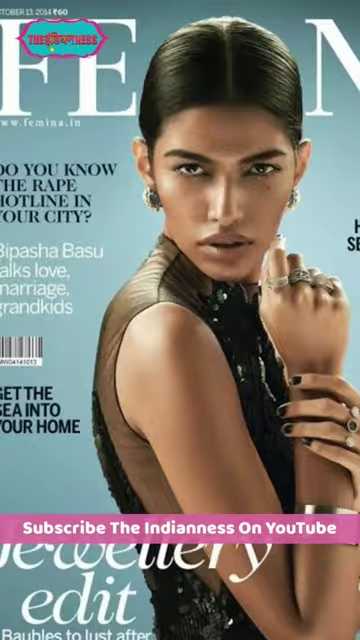 OCTOBER 13, 2014 ₹60
FE N
www.femina.in
DO YOU KNOW
THE RAPE
HOTLINE IN
YOUR CITY?
Bipasha Basu
talks love,
marriage,
grandkids
H
SE
GET THE
SEA INTO
YOUR HOME
Subscribe The Indianness On YouTube
Jewellery
edit
Baubles to lust after